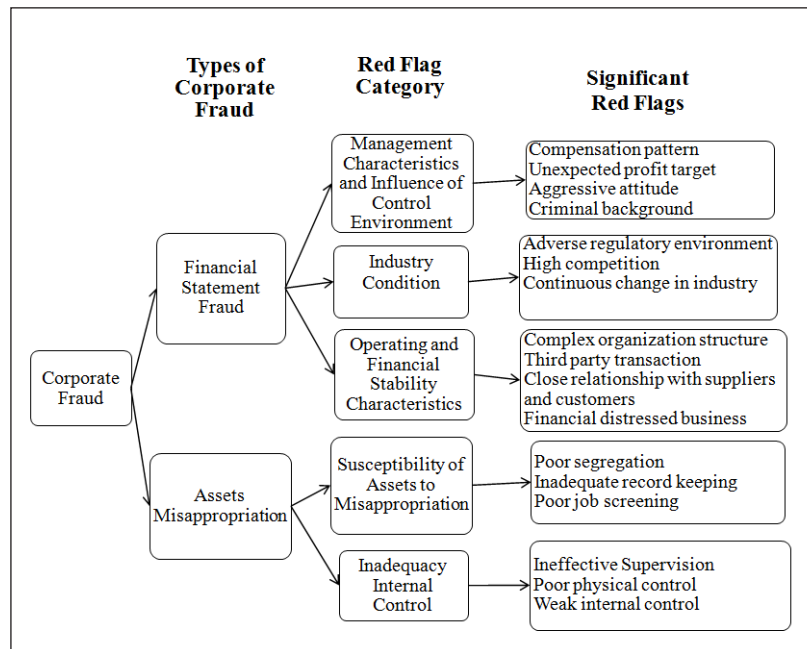 Types of
Corporate
Fraud
Red Flag
Category
Significant
Red Flags
Corporate
Fraud
Financial
Statement
Fraud
Assets
Misappropriation
Management
Characteristics
and Influence of
Control
Environment
Industry
Condition
Operating and
Financial
Stability
Characteristics
Susceptibility of
Assets to
Misappropriation
Inadequacy
Internal
Control
Compensation pattern
Unexpected profit target
Aggressive attitude
Criminal background
Adverse regulatory environment
High competition
Continuous change in industry
Complex organization structure
Third party transaction
Close relationship with suppliers
and customers
Financial distressed business
Poor segregation
Inadequate record keeping
Poor job screening
Ineffective Supervision
Poor physical control
Weak internal control